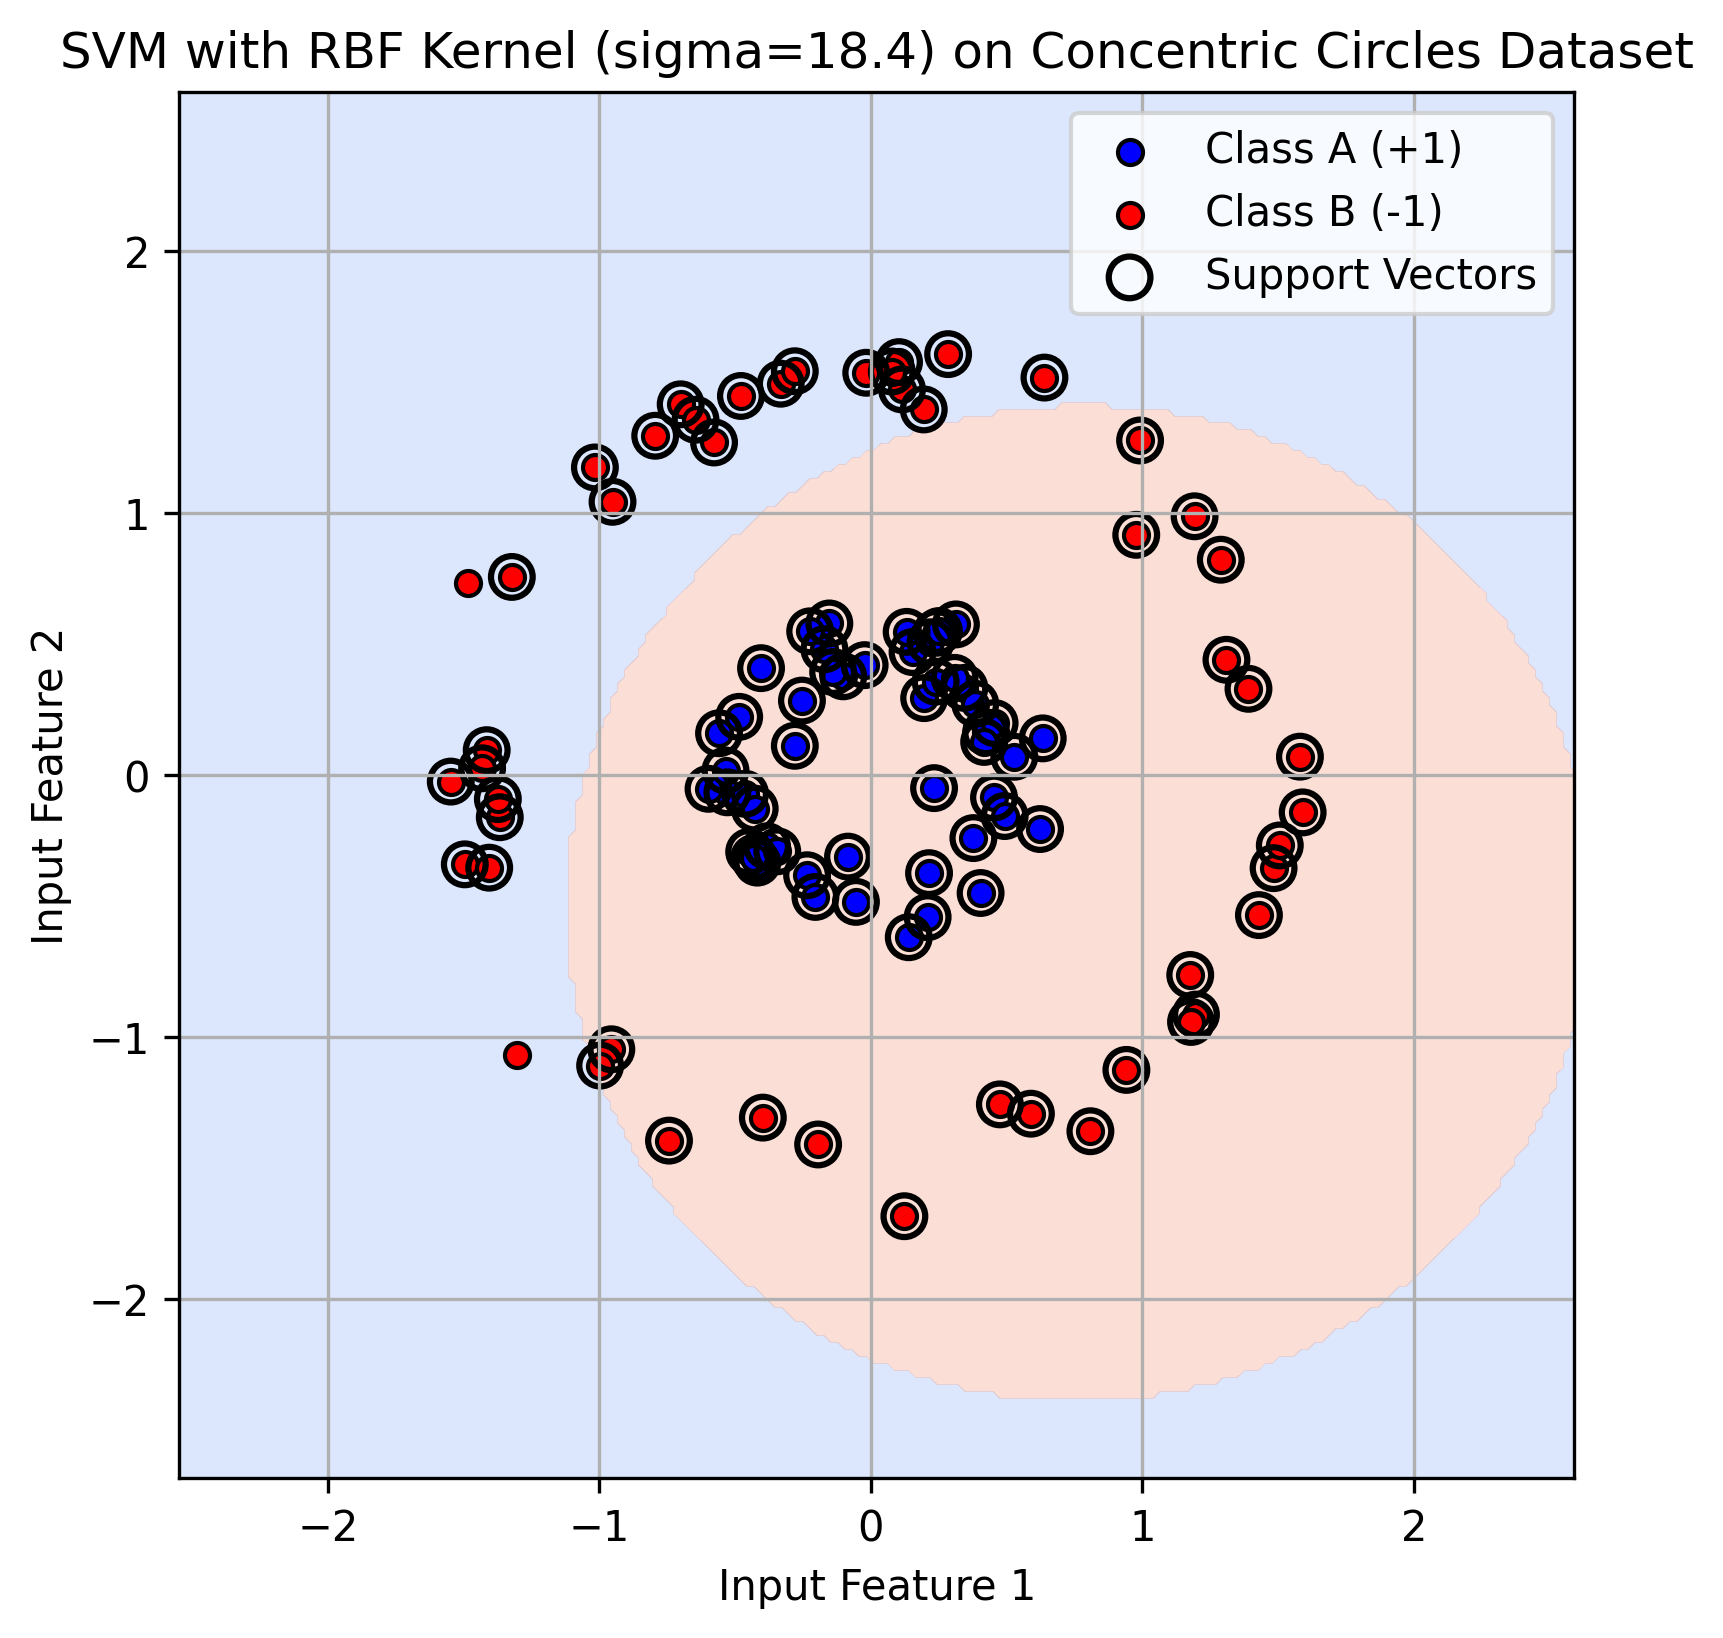 SVM with RBF Kernel (sigma=18.4) on Concentric Circles Dataset
Class A (+1)
Class B (-1)
Support Vectors
2
1
0
−1
−2
Input Feature 2
−2
−1
0
1
2
Input Feature 1